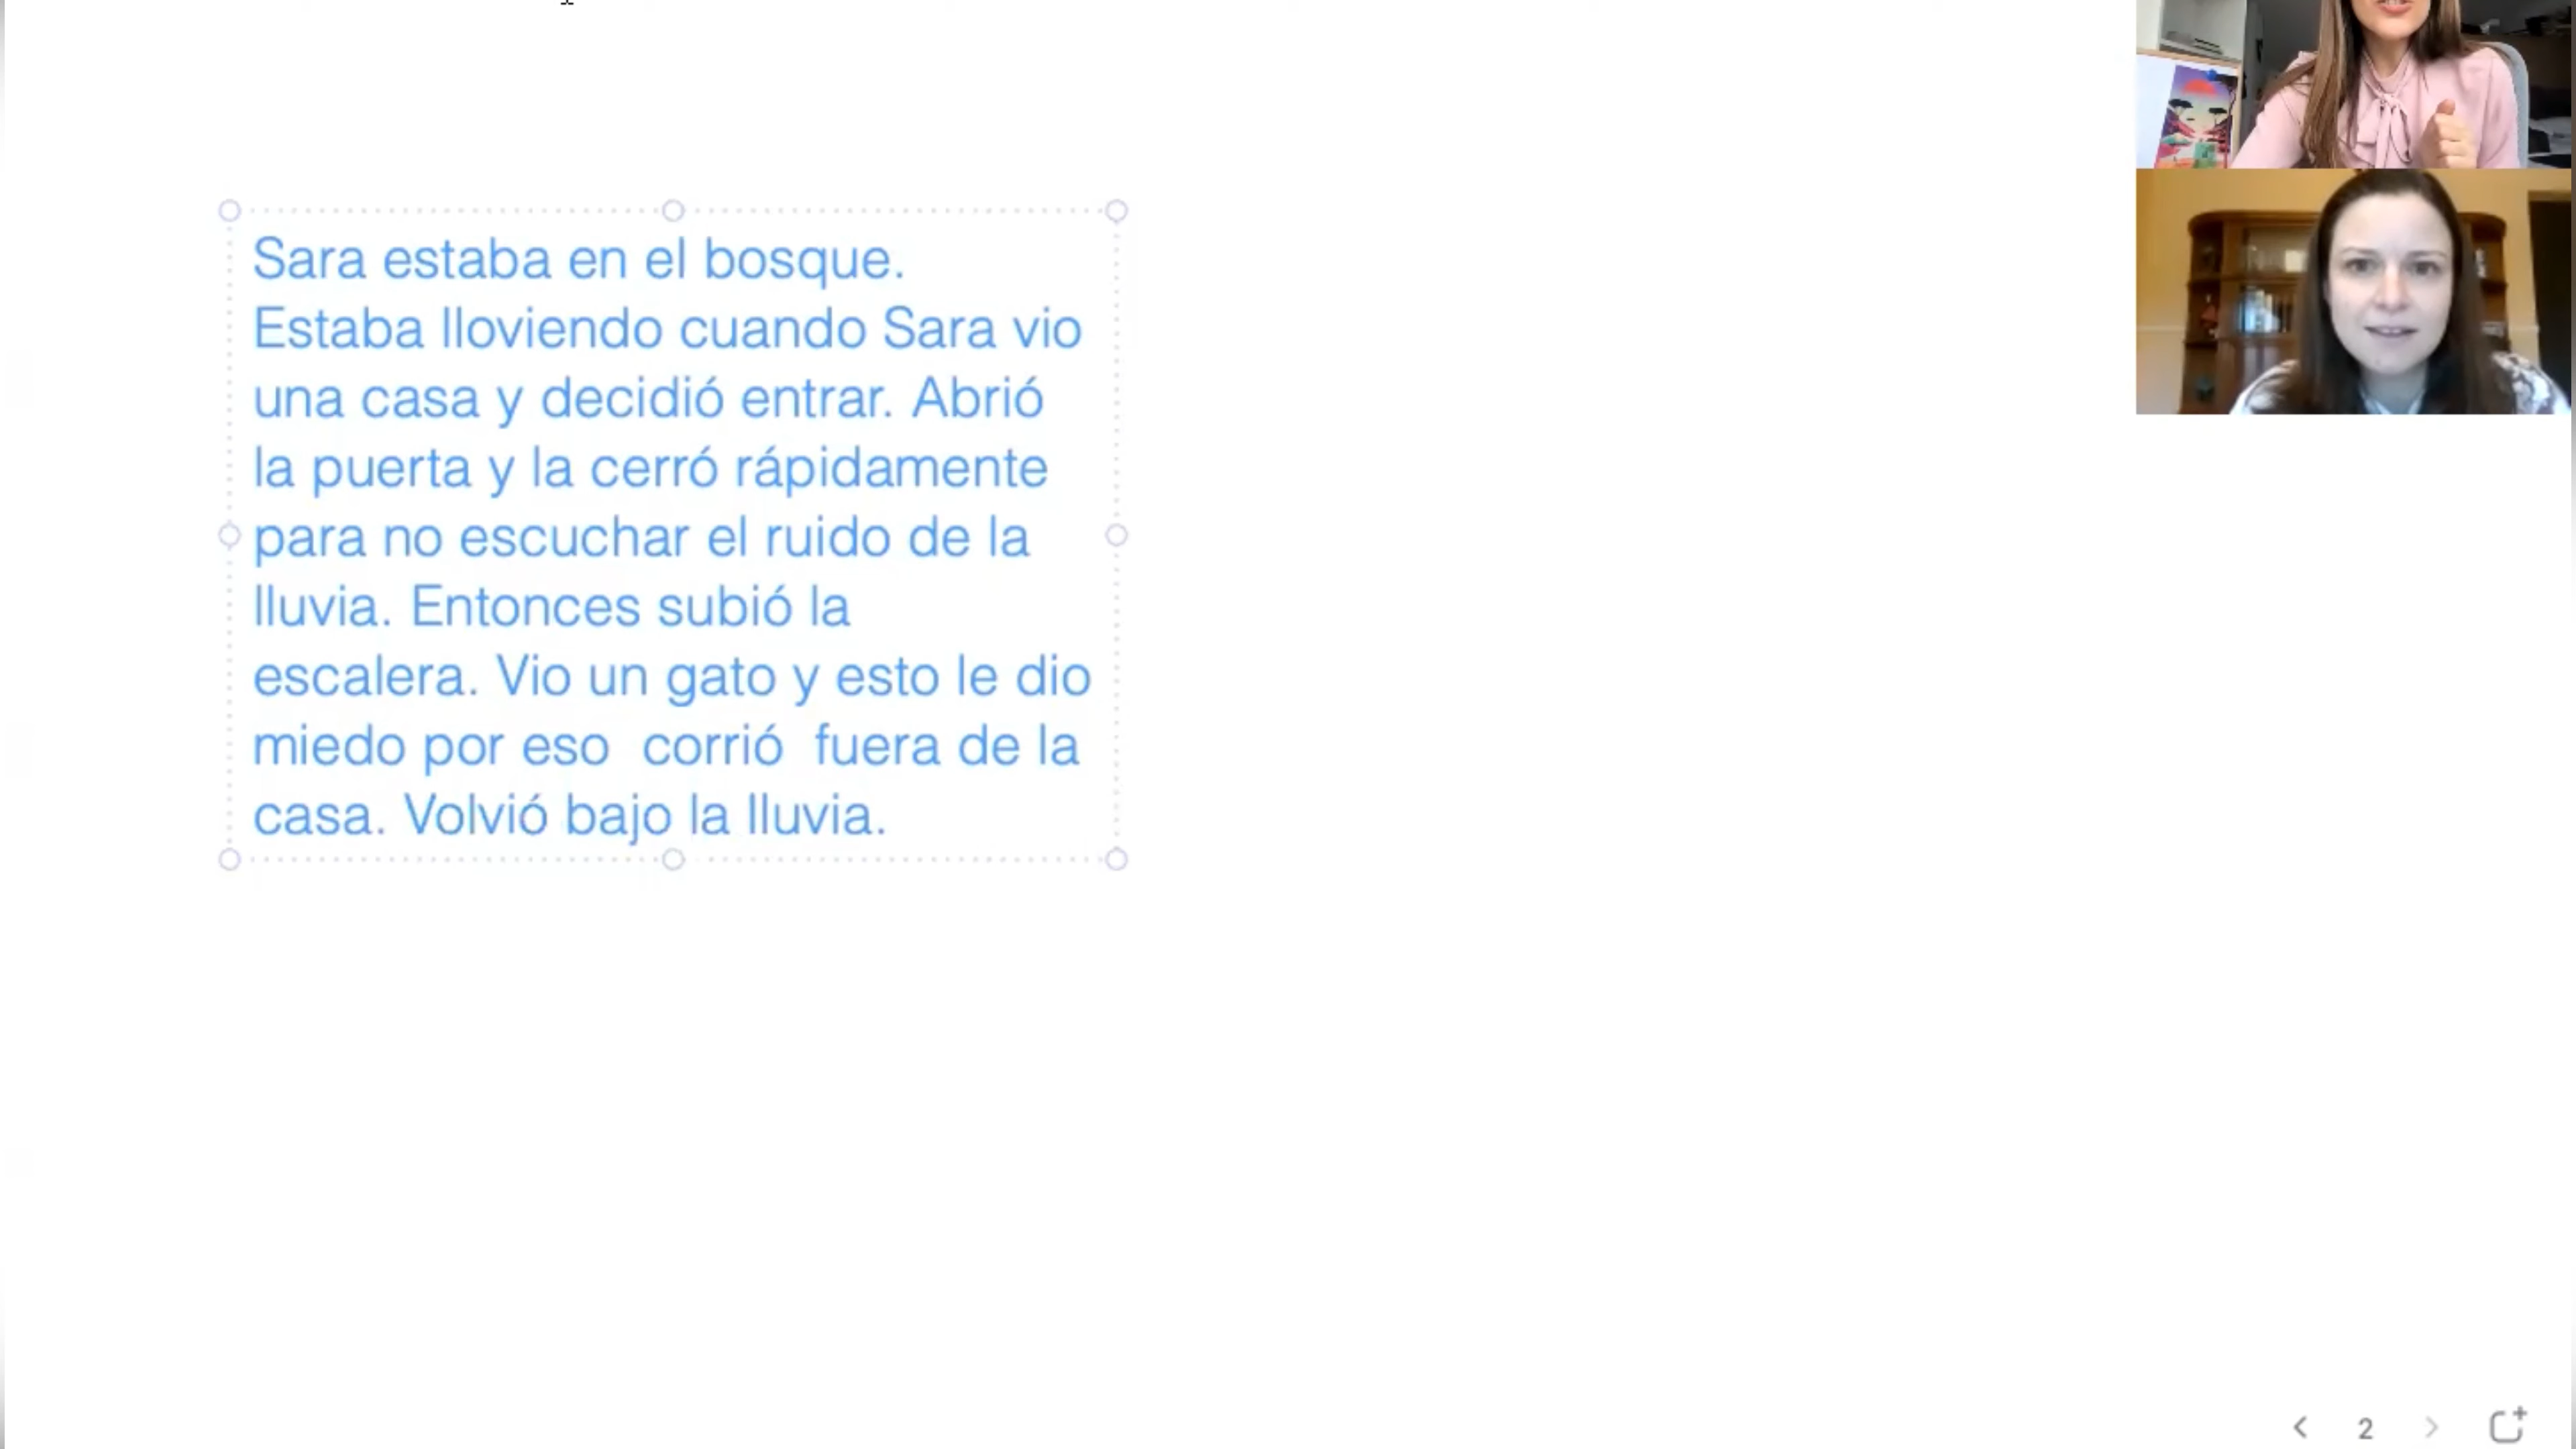 Sara estaba en el bosque.
Estaba lloviendo cuando Sara vio
una casa y decidió entrar. Abrió
la puerta y la cerró rápidamente
para no escuchar el ruido de la
lluvia. Entonces subió la
escalera. Vio un gato y esto le dio
miedo por eso  corrió  fuera de la
casa. Volvió bajo la lluvia.
2